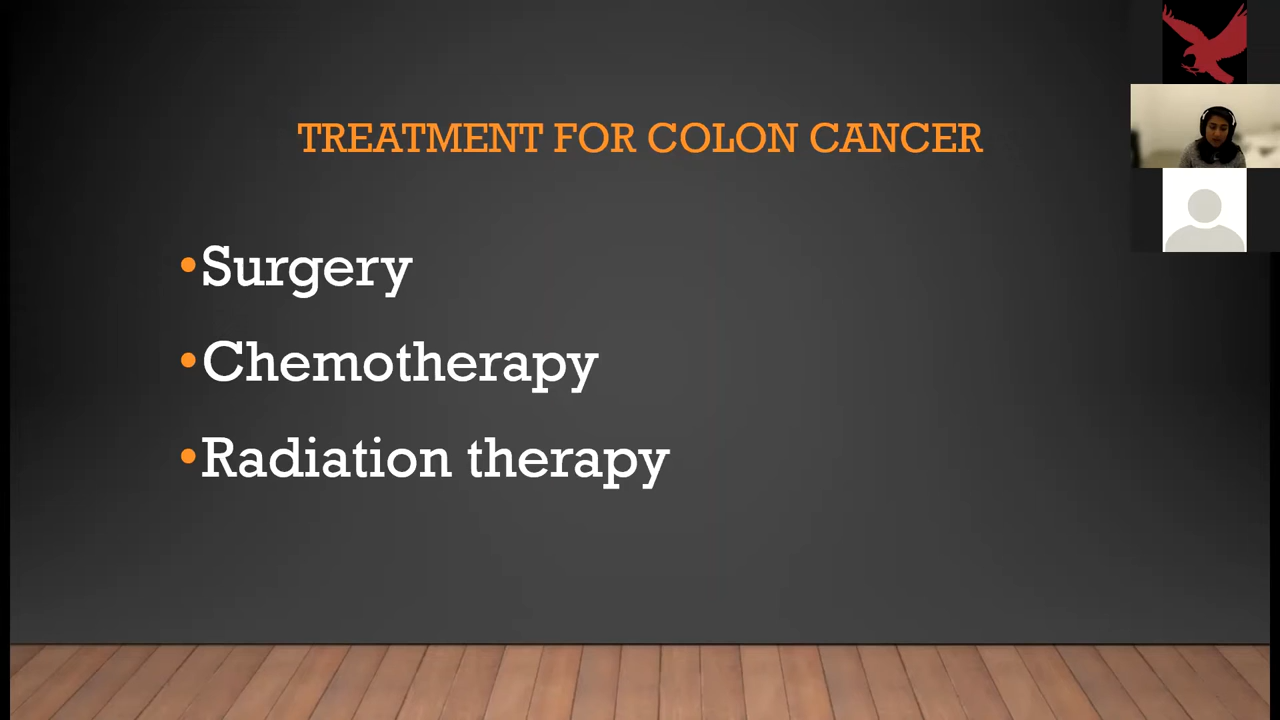 TREATMENT FOR COLON CANCER
•Surgery
•Chemotherapy
•Radiation therapy